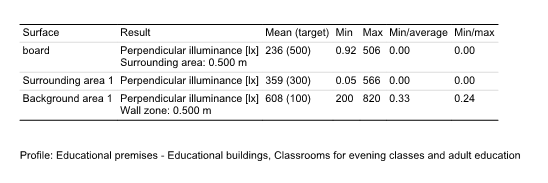 Surface Result Mean (target) Min Max Min/average Min/max
board Perpendicular illuminance [lx] 236 (500) 0.92 506 0.00 0.00
Surrounding area: 0.500 m
Surrounding area 1 Perpendicular illuminance [lx] 359 (300) 0.05 566 0.00 0.00
Background area 1 Perpendicular illuminance [lx] 608 (100) 200 820 0.33 0.24
Wall zone: 0.500 m
Profile: Educational premises - Educational buildings, Classrooms for evening classes and adult education